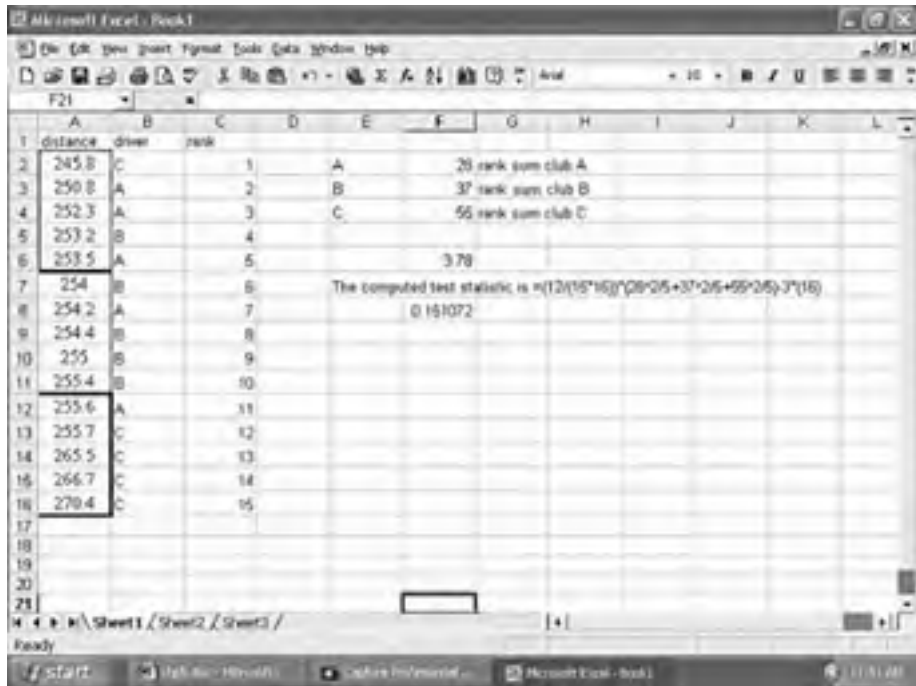 Microsoft Excel - Book1
File Edit View Insert Format Tools Data Window Help
Arial 10 B I U
F21 =
A B C D E F G H I J K L
1 distance driver rank
2 245.8 C 1 A 28 rank sum club A
3 250.8 A 2 B 37 rank sum club B
4 252.3 A 3 C 55 rank sum club C
5 253.2 B 4
6 253.5 A 5 3.78
7 254 B 6 The computed test statistic is =(12/(15*16))*(28^2/5+37^2/5+55^2/5)-3*(16)
8 254.2 A 7 0.151072
9 254.4 B 8
10 255 B 9
11 255.4 B 10
12 255.6 A 11
13 255.7 C 12
14 265.5 C 13
15 266.7 C 14
16 270.4 C 15
17
18
19
20
21
Sheet1 / Sheet2 / Sheet3 /
Ready
start Microsoft Excel - Book1